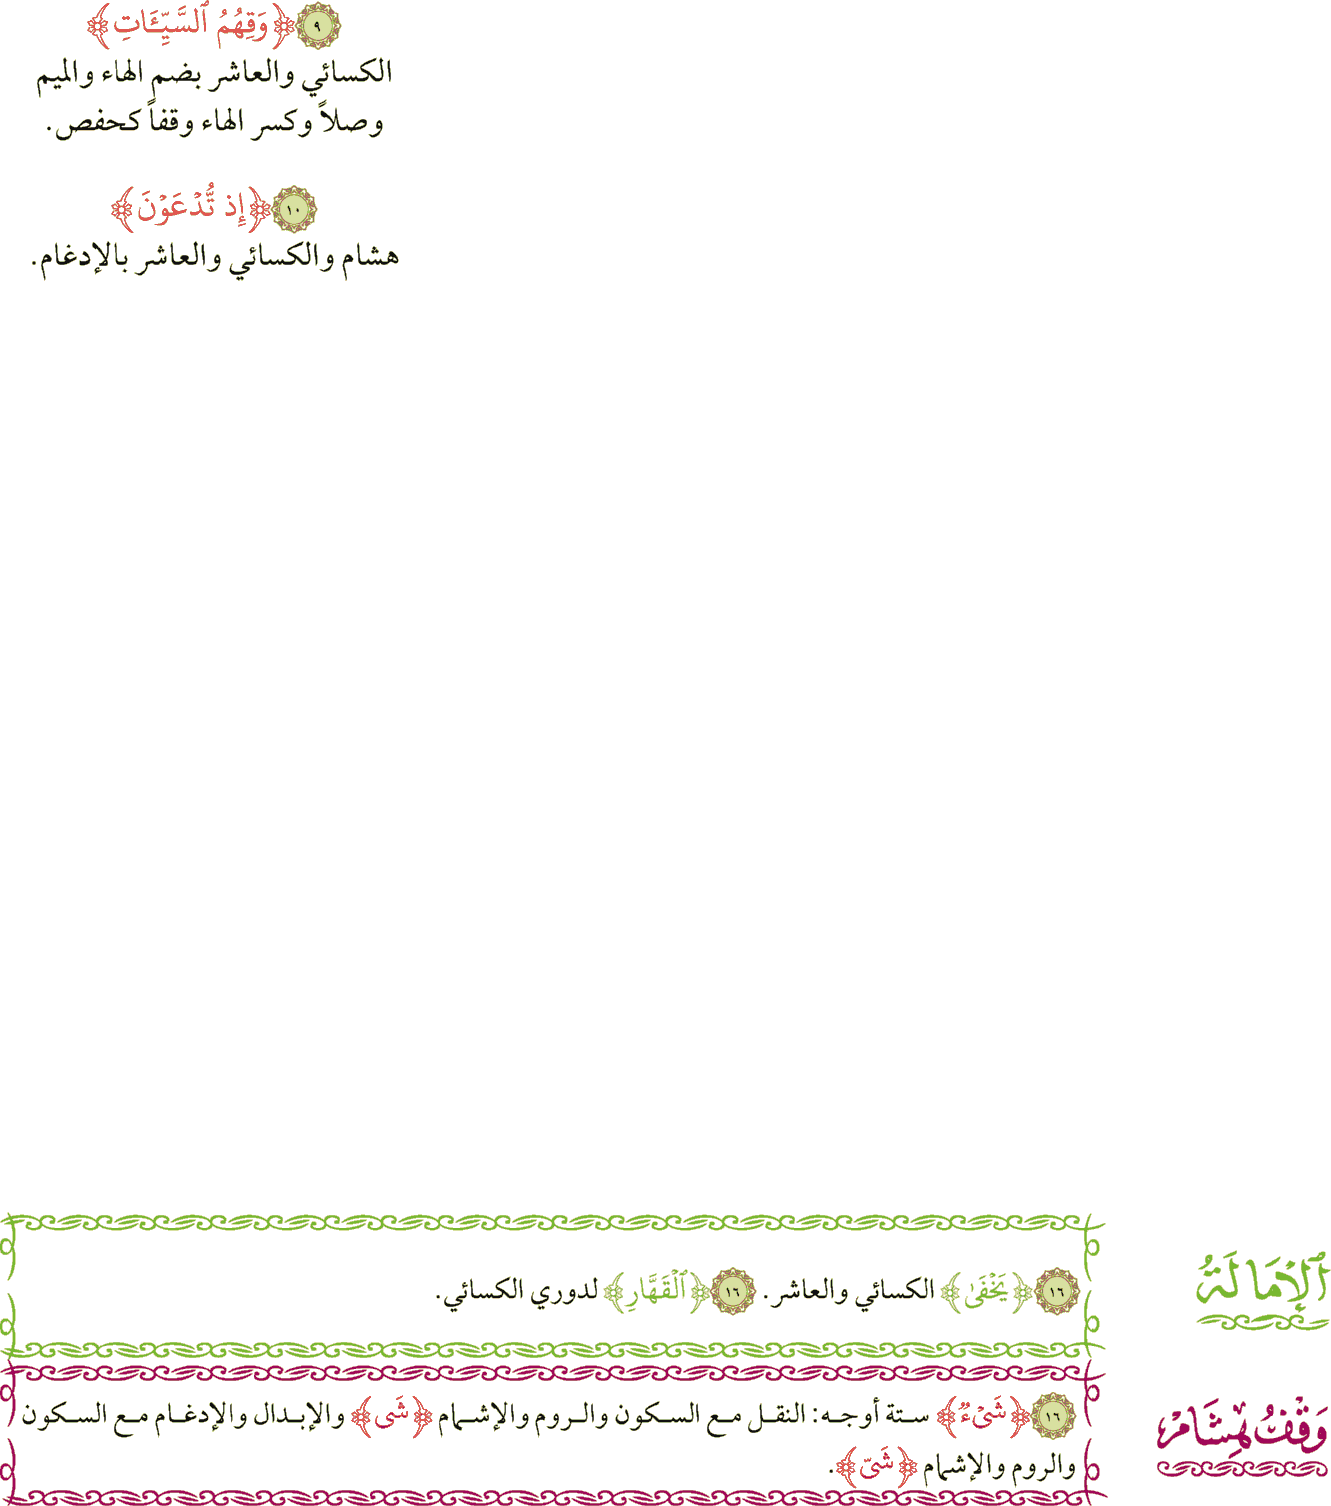 ٩ ﴿وَقِهُمُ ٱلسَّيِّـَٔاتِ﴾
الكسائي والعاشر بضم الهاء والميم
وصلاً وكسر الهاء وقفاً كحفص.
١٠ ﴿إِذ تُّدۡعَوۡنَ﴾
هشام والكسائي والعاشر بالإدغام.
ٱلْإِمَالَةُ
١٦ ﴿يَخۡفَىٰ﴾ الكسائي والعاشر. ١٦ ﴿ٱلۡقَهَّارِ﴾ لدوري الكسائي.
وَقْفُ هِشَامْ
١٦ ﴿شَيۡءٞ﴾ ستة أوجه: النقل مع السكون والروم والإشمام ﴿شَى﴾ والإبدال والإدغام مع السكون
والروم والإشمام ﴿شَىّ﴾.